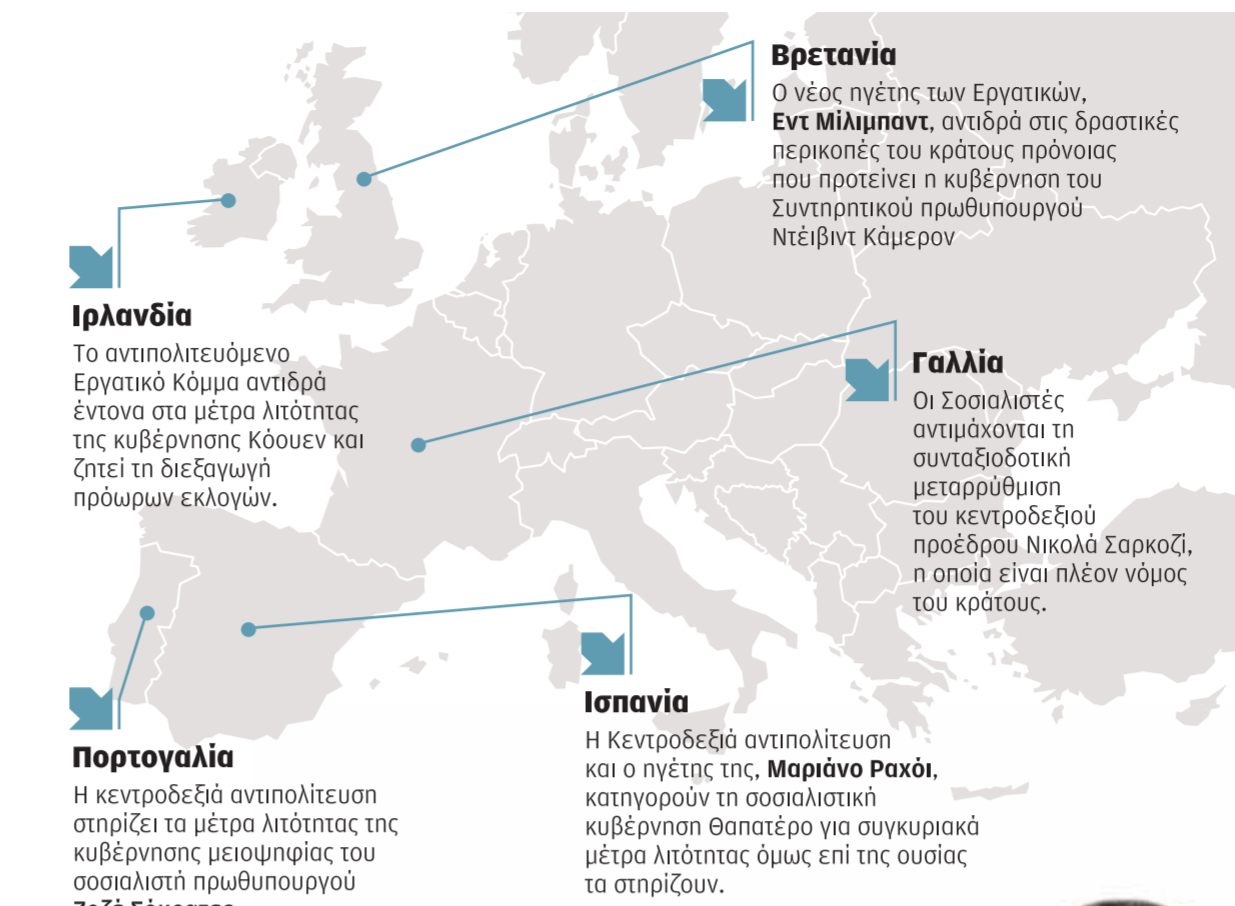 Βρετανία
Ο νέος ηγέτης των Εργατικών,
Εντ Μίλιμπαντ, αντιδρά στις δραστικές
περικοπές του κράτους πρόνοιας
που προτείνει η κυβέρνηση του
Συντηρητικού πρωθυπουργού
Ντέιβιντ Κάμερον
Ιρλανδία
Το αντιπολιτευόμενο
Εργατικό Κόμμα αντιδρά
έντονα στα μέτρα λιτότητας
της κυβέρνησης Κόουεν και
ζητεί τη διεξαγωγή
πρόωρων εκλογών.
Γαλλία
Οι Σοσιαλιστές
αντιμάχονται τη
συνταξιοδοτική
μεταρρύθμιση
του κεντροδεξιού
προέδρου Νικολά Σαρκοζί,
η οποία είναι πλέον νόμος
του κράτους.
Πορτογαλία
Η κεντροδεξιά αντιπολίτευση
στηρίζει τα μέτρα λιτότητας της
κυβέρνησης μειοψηφίας του
σοσιαλιστή πρωθυπουργού
Ισπανία
Η Κεντροδεξιά αντιπολίτευση
και ο ηγέτης της, Μαριάνο Ραχόι,
κατηγορούν τη σοσιαλιστική
κυβέρνηση Θαπατέρο για συγκυριακά
μέτρα λιτότητας όμως επί της ουσίας
τα στηρίζουν.